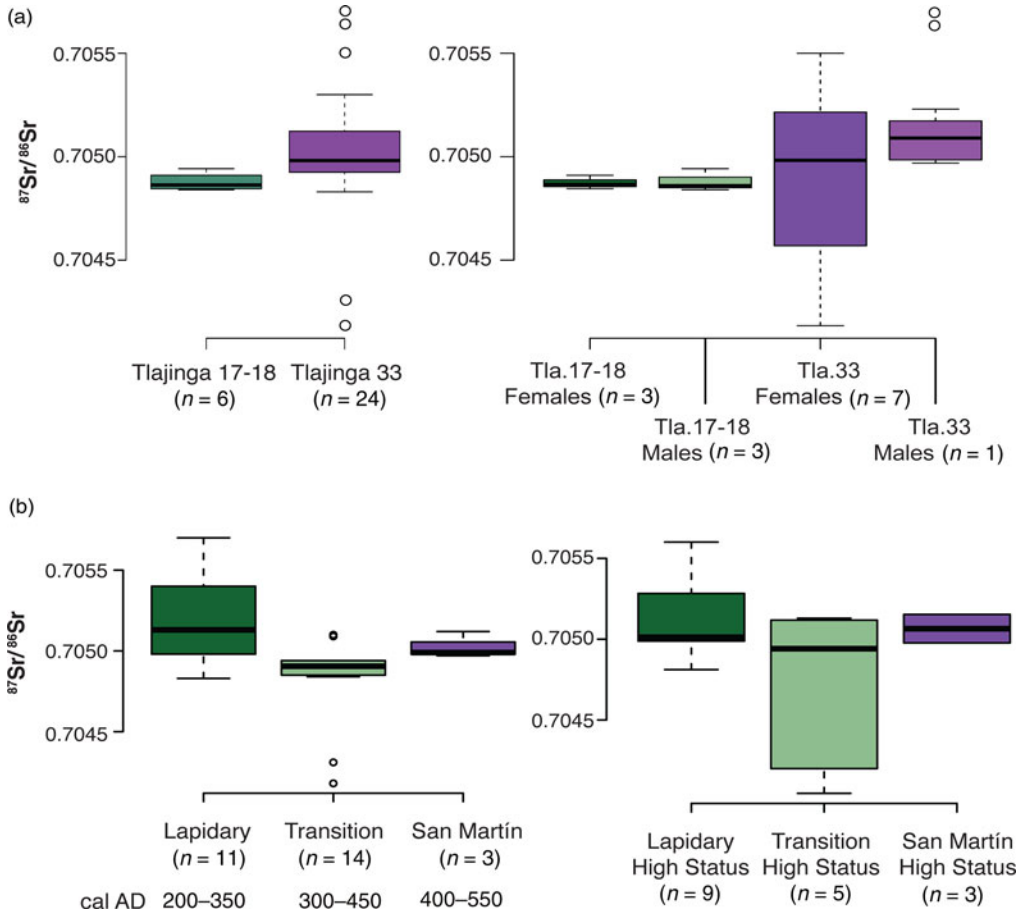 (a)
⁸⁷Sr/⁸⁶Sr
0.7055
0.7050
0.7045
Tlajinga 17-18
(n = 6)
Tlajinga 33
(n = 24)
0.7055
0.7050
0.7045
Tla.17-18
Females (n = 3)
Tla.17-18
Males (n = 3)
Tla.33
Females (n = 7)
Tla.33
Males (n = 1)
(b)
⁸⁷Sr/⁸⁶Sr
0.7055
0.7050
0.7045
Lapidary
(n = 11)
Transition
(n = 14)
San Martín
(n = 3)
cal AD 200–350 300–450 400–550
0.7055
0.7050
0.7045
Lapidary
High Status
(n = 9)
Transition
High Status
(n = 5)
San Martín
High Status
(n = 3)